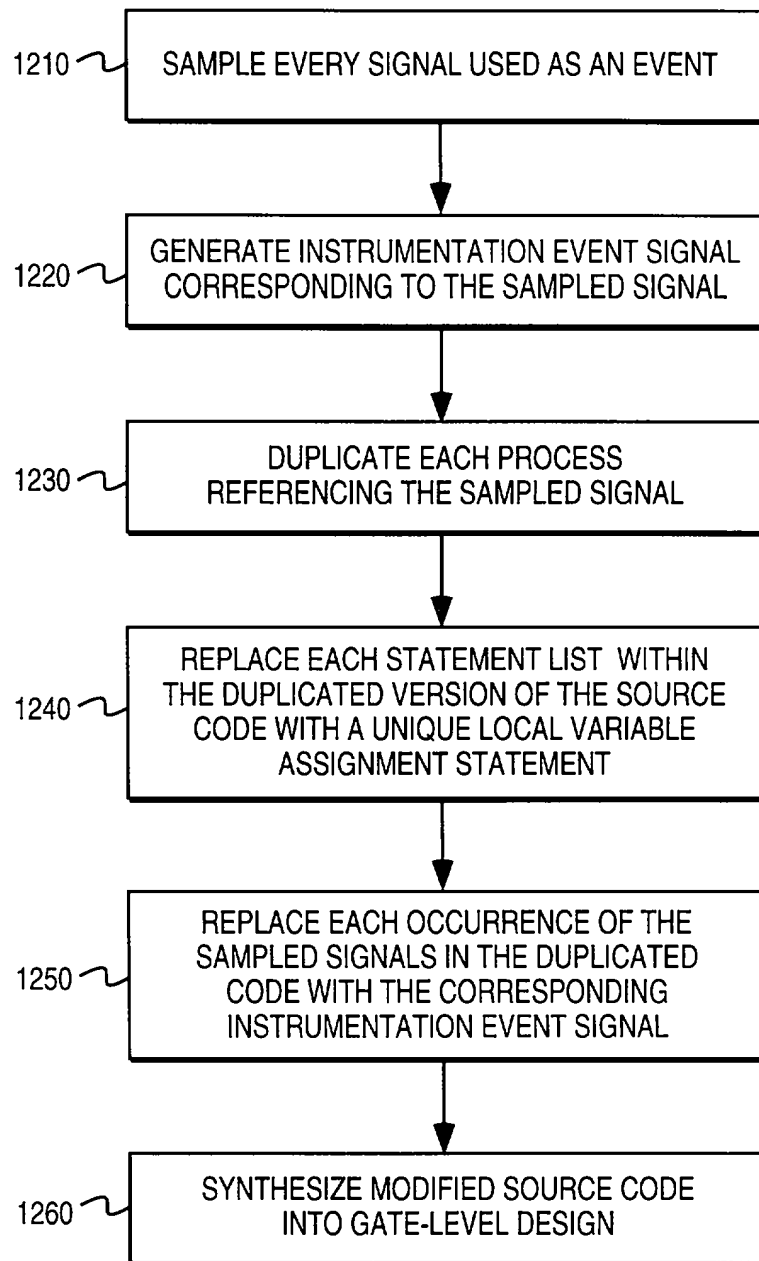 1210
SAMPLE EVERY SIGNAL USED AS AN EVENT
1220
GENERATE INSTRUMENTATION EVENT SIGNAL
CORRESPONDING TO THE SAMPLED SIGNAL
1230
DUPLICATE EACH PROCESS
REFERENCING THE SAMPLED SIGNAL
1240
REPLACE EACH STATEMENT LIST WITHIN
THE DUPLICATED VERSION OF THE SOURCE
CODE WITH A UNIQUE LOCAL VARIABLE
ASSIGNMENT STATEMENT
1250
REPLACE EACH OCCURRENCE OF THE
SAMPLED SIGNALS IN THE DUPLICATED
CODE WITH THE CORRESPONDING
INSTRUMENTATION EVENT SIGNAL
1260
SYNTHESIZE MODIFIED SOURCE CODE
INTO GATE-LEVEL DESIGN